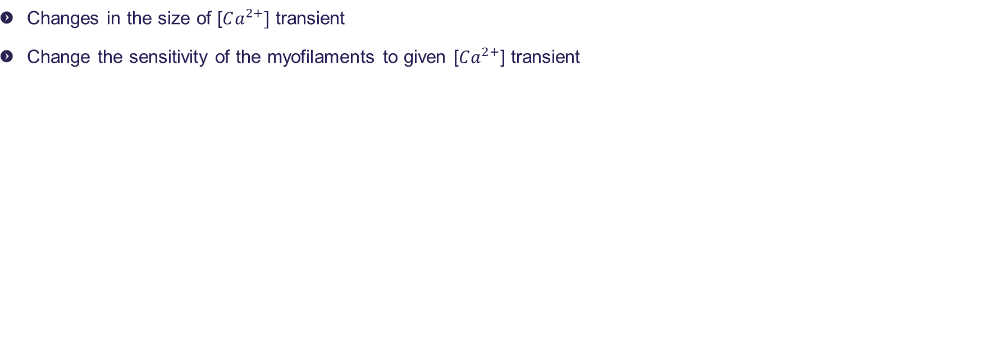 Changes in the size of [Ca²⁺] transient
Change the sensitivity of the myofilaments to given [Ca²⁺] transient